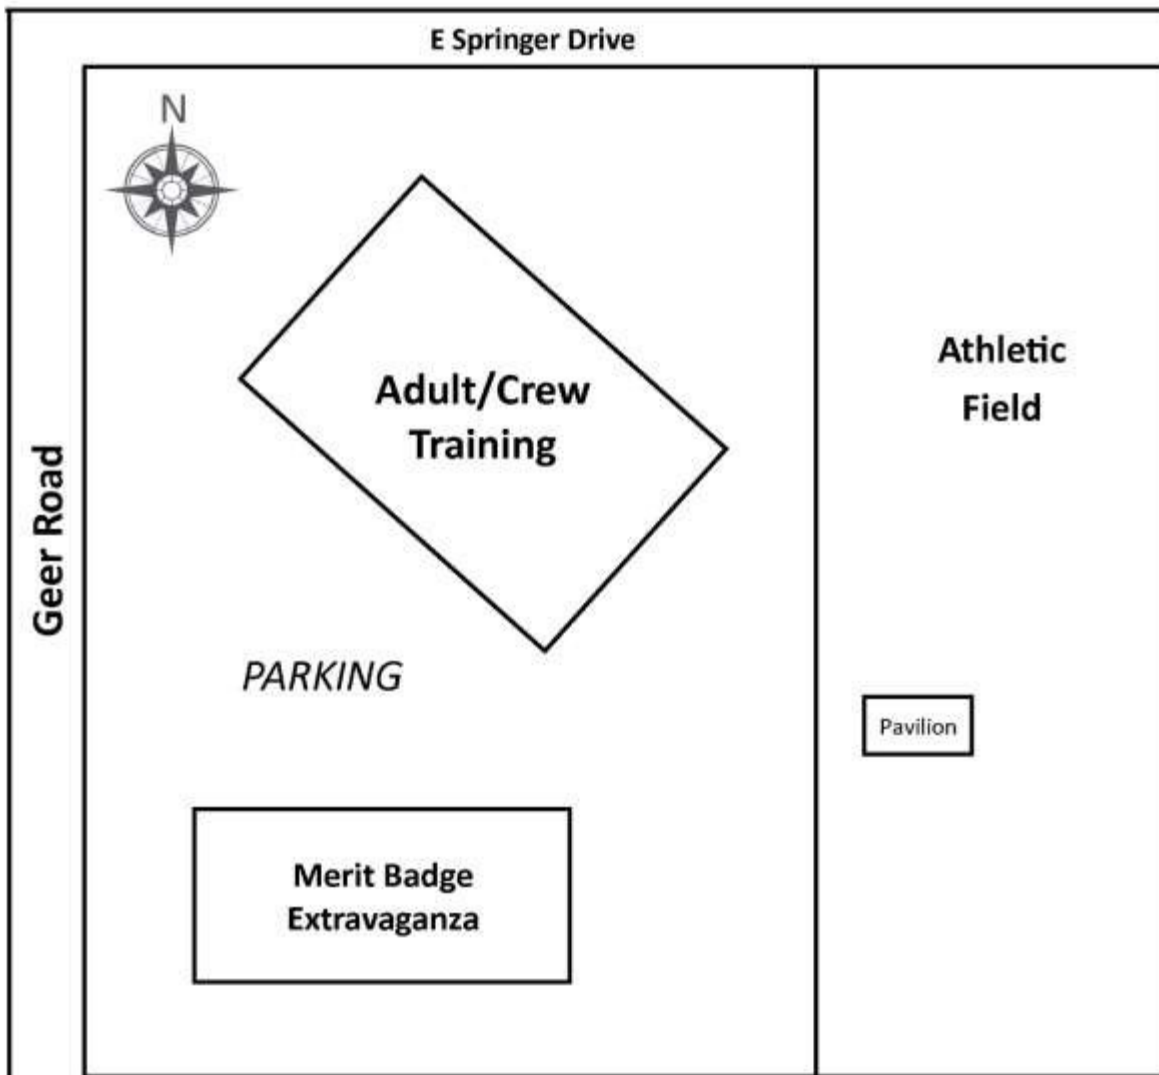 E Springer Drive
N
Adult/Crew
Training
Athletic
Field
Geer Road
PARKING
Pavilion
Merit Badge
Extravaganza